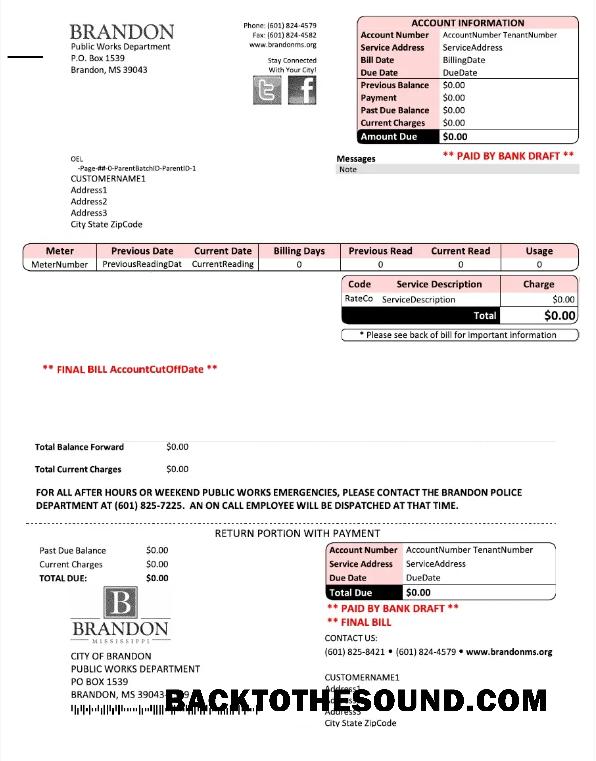 BRANDON
Public Works Department
P.O. Box 1539
Brandon, MS 39043
Phone: (601) 824-4579
Fax: (601) 824-4582
www.brandonms.org
Stay Connected
With Your City!
t f
ACCOUNT INFORMATION
Account Number AccountNumber TenantNumber
Service Address ServiceAddress
Bill Date BillingDate
Due Date DueDate
Previous Balance $0.00
Payment $0.00
Past Due Balance $0.00
Current Charges $0.00
Amount Due $0.00
OEL
-Page-##-0-ParentBatchID-ParentID-1
CUSTOMERNAME1
Address1
Address2
Address3
City State ZipCode
Messages ** PAID BY BANK DRAFT **
Note
Meter Previous Date Current Date Billing Days Previous Read Current Read Usage
MeterNumber PreviousReadingDat CurrentReading 0 0 0 0
Code Service Description Charge
RateCo ServiceDescription $0.00
Total $0.00
* Please see back of bill for important information
** FINAL BILL AccountCutOffDate **
Total Balance Forward $0.00
Total Current Charges $0.00
FOR ALL AFTER HOURS OR WEEKEND PUBLIC WORKS EMERGENCIES, PLEASE CONTACT THE BRANDON POLICE
DEPARTMENT AT (601) 825-7225. AN ON CALL EMPLOYEE WILL BE DISPATCHED AT THAT TIME.
RETURN PORTION WITH PAYMENT
Past Due Balance $0.00
Current Charges $0.00
TOTAL DUE: $0.00
B
BRANDON
MISSISSIPPI
CITY OF BRANDON
PUBLIC WORKS DEPARTMENT
PO BOX 1539
BRANDON, MS 39043-
Account Number AccountNumber TenantNumber
Service Address ServiceAddress
Due Date DueDate
Total Due $0.00
** PAID BY BANK DRAFT **
** FINAL BILL
CONTACT US:
(601) 825-8421 • (601) 824-4579 • www.brandonms.org
CUSTOMERNAME1
Address1
Address3
City State ZipCode
BACKTOTHESOUND.COM